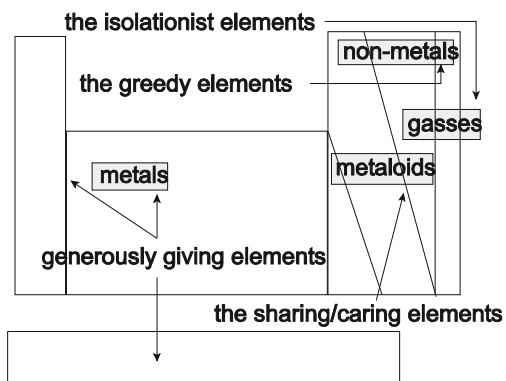 the isolationist elements
non-metals
the greedy elements
gasses
metaloids
metals
generously giving elements
the sharing/caring elements